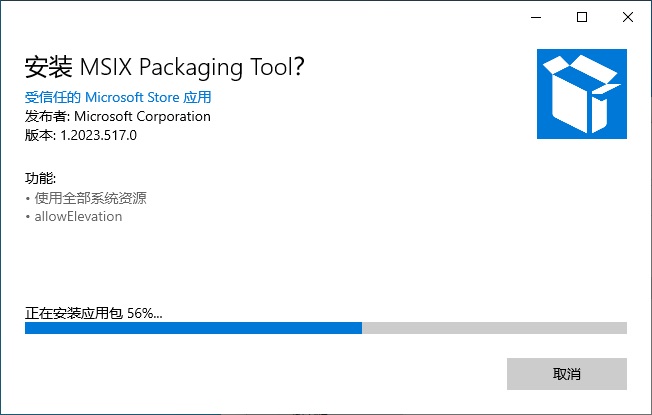 安装 MSIX Packaging Tool?
受信任的 Microsoft Store 应用
发布者: Microsoft Corporation
版本: 1.2023.517.0
功能:
• 使用全部系统资源
• allowElevation
正在安装应用包 56%...
取消